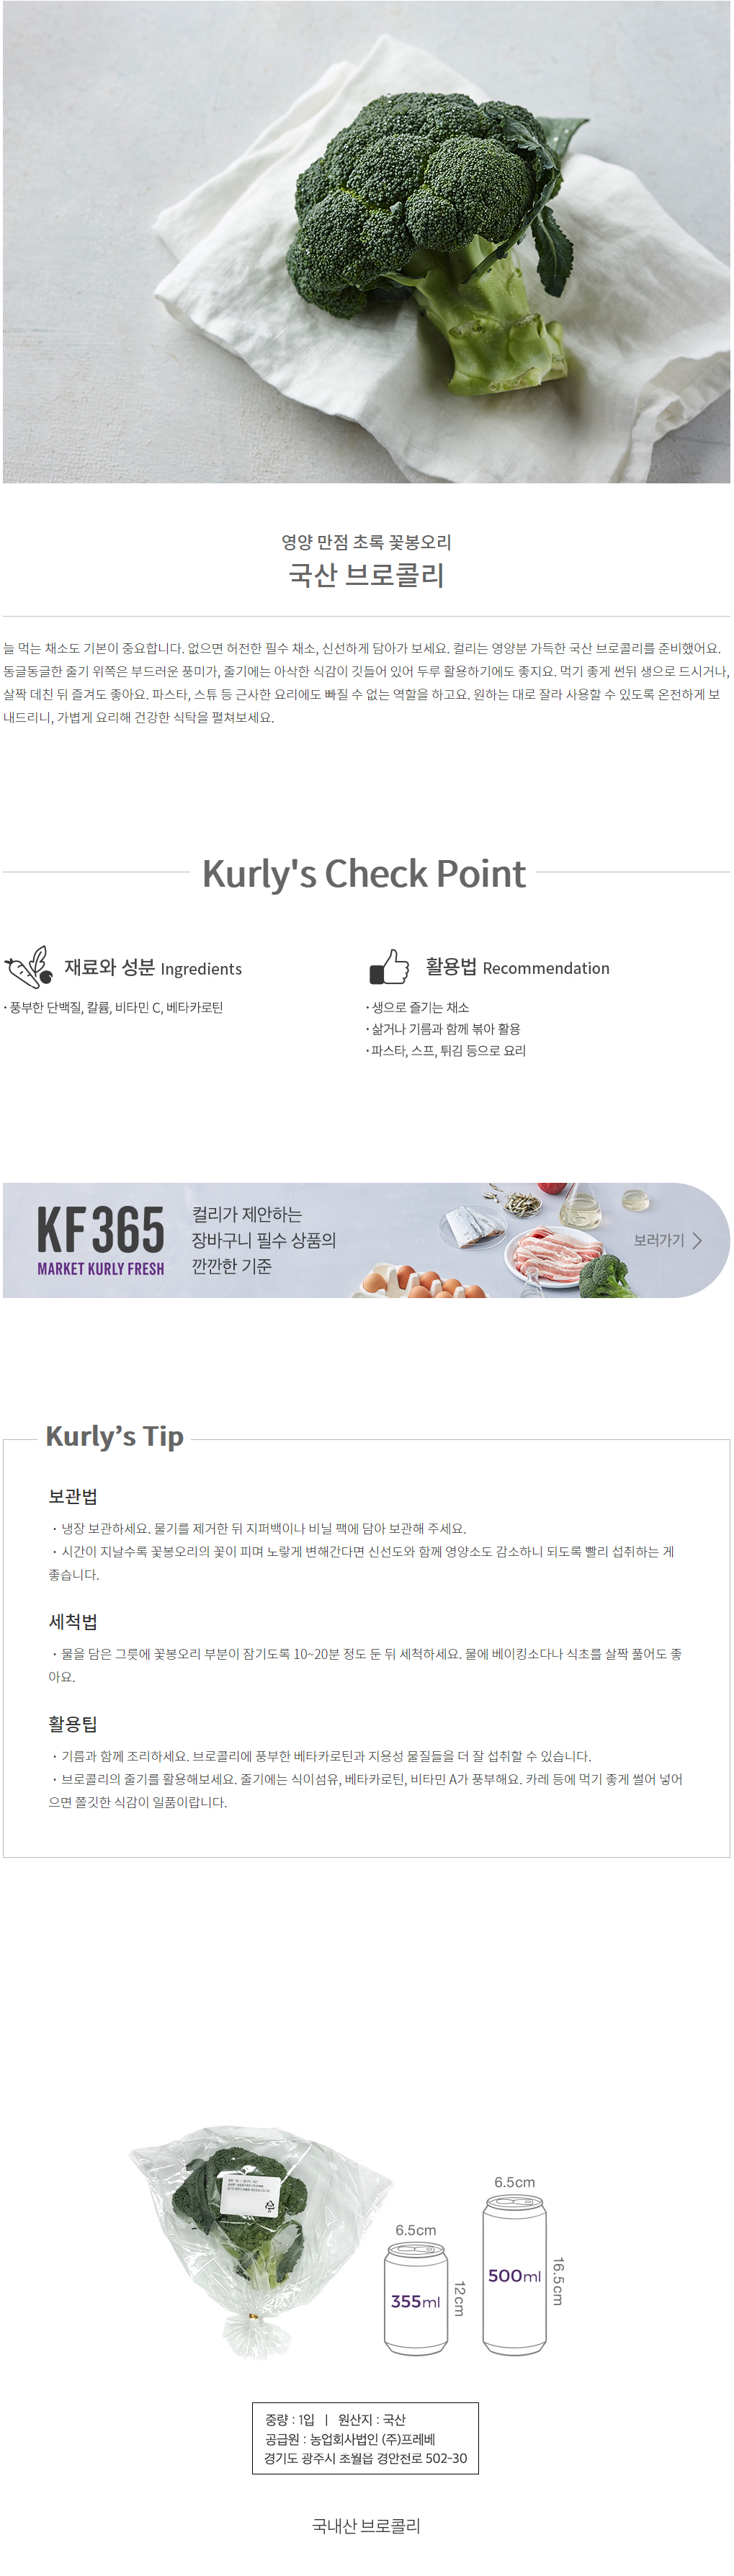 영양 만점 초록 꽃봉오리
국산 브로콜리
늘 먹는 채소도 기본이 중요합니다. 없으면 허전한 필수 채소, 신선하게 담아가 보세요. 컬리는 영양분 가득한 국산 브로콜리를 준비했어요.
동글동글한 줄기 위쪽은 부드러운 풍미가, 줄기에는 아삭한 식감이 깃들어 있어 두루 활용하기에도 좋지요. 먹기 좋게 썬뒤 생으로 드시거나,
살짝 데친 뒤 즐겨도 좋아요. 파스타, 스튜 등 근사한 요리에도 빠질 수 없는 역할을 하고요. 원하는 대로 잘라 사용할 수 있도록 온전하게 보
내드리니, 가볍게 요리해 건강한 식탁을 펼쳐보세요.
Kurly's Check Point
재료와 성분 Ingredients
· 풍부한 단백질, 칼륨, 비타민 C, 베타카로틴
활용법 Recommendation
· 생으로 즐기는 채소
· 삶거나 기름과 함께 볶아 활용
· 파스타, 스프, 튀김 등으로 요리
KF365
MARKET KURLY FRESH
컬리가 제안하는
장바구니 필수 상품의
깐깐한 기준
보러가기 >
Kurly’s Tip
보관법
· 냉장 보관하세요. 물기를 제거한 뒤 지퍼백이나 비닐 팩에 담아 보관해 주세요.
· 시간이 지날수록 꽃봉오리의 꽃이 피며 노랗게 변해간다면 신선도와 함께 영양소도 감소하니 되도록 빨리 섭취하는 게
좋습니다.
세척법
· 물을 담은 그릇에 꽃봉오리 부분이 잠기도록 10~20분 정도 둔 뒤 세척하세요. 물에 베이킹소다나 식초를 살짝 풀어도 좋
아요.
활용팁
· 기름과 함께 조리하세요. 브로콜리에 풍부한 베타카로틴과 지용성 물질들을 더 잘 섭취할 수 있습니다.
· 브로콜리의 줄기를 활용해보세요. 줄기에는 식이섬유, 베타카로틴, 비타민 A가 풍부해요. 카레 등에 먹기 좋게 썰어 넣어
으면 쫄깃한 식감이 일품이랍니다.
6.5cm
355ml
12cm
6.5cm
500ml
16.5cm
중량 : 1입 | 원산지 : 국산
공급원 : 농업회사법인 (주)프레베
경기도 광주시 초월읍 경안천로 502-30
국내산 브로콜리